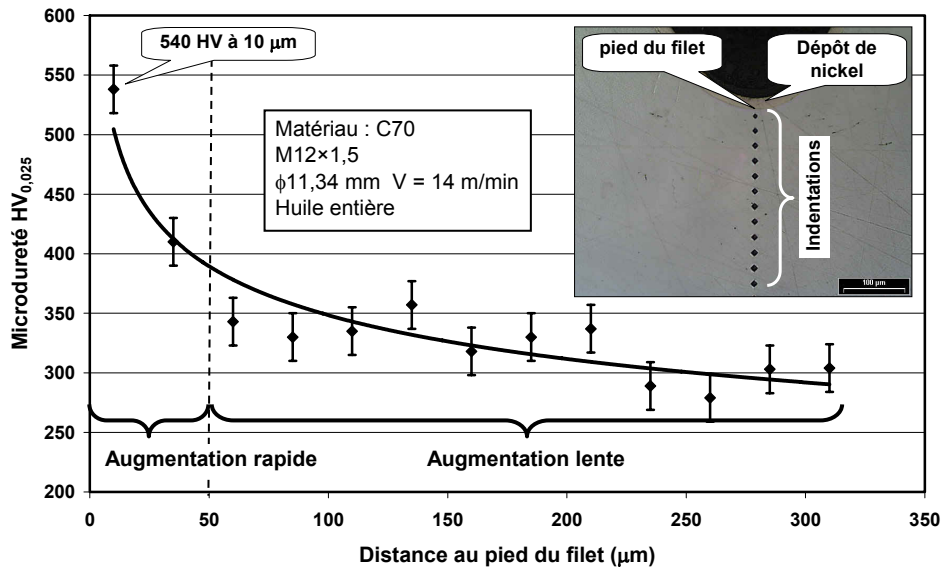 600
550
500
450
400
350
300
250
200
0
50
100
150
200
250
300
350
Microdureté HV0,025
Distance au pied du filet (μm)
540 HV à 10 μm
Matériau : C70
M12×1,5
ϕ11,34 mm V = 14 m/min
Huile entière
pied du filet
Dépôt de
nickel
Indentations
100 μm
Augmentation rapide
Augmentation lente